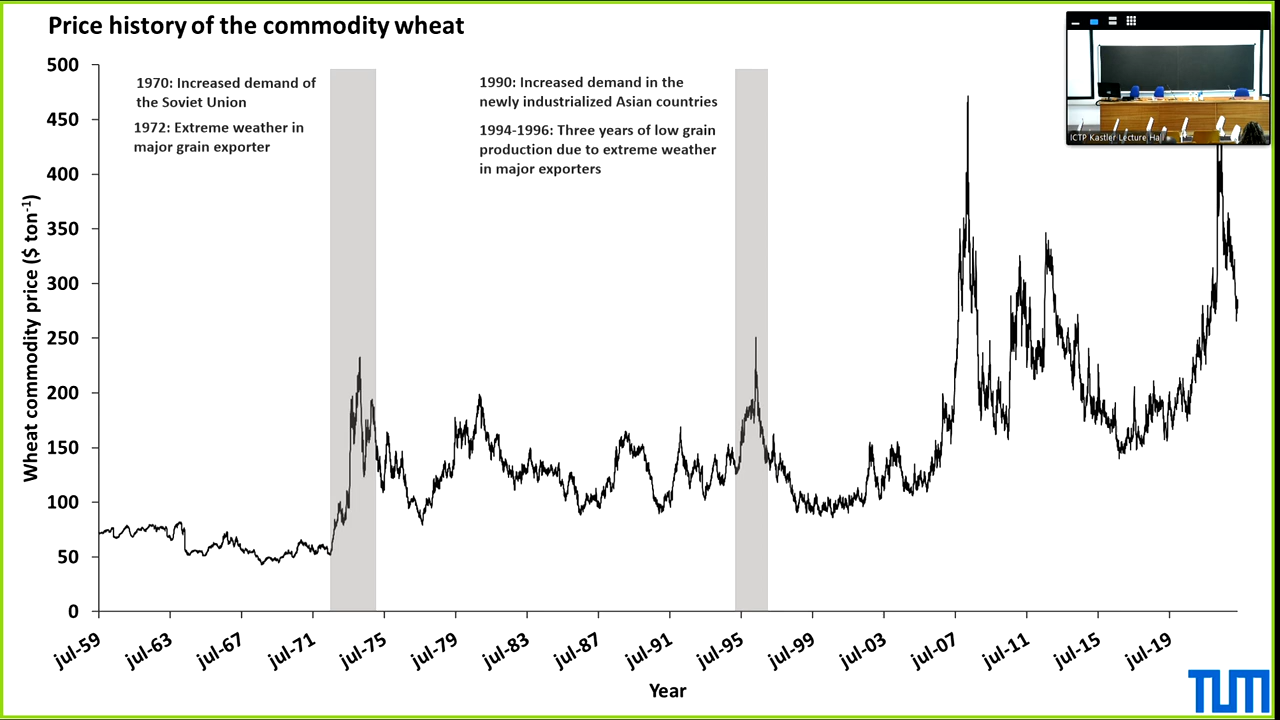 Price history of the commodity wheat
500
450
400
350
300
250
200
150
100
50
0
Wheat commodity price ($ ton⁻¹)
1970: Increased demand of
the Soviet Union
1972: Extreme weather in
major grain exporter
1990: Increased demand in the
newly industrialized Asian countries
1994-1996: Three years of low grain
production due to extreme weather
in major exporters
ICTP Kastler Lecture Hal
jul-59
jul-63
jul-67
jul-71
jul-75
jul-79
jul-83
jul-87
jul-91
jul-95
jul-99
jul-03
jul-07
jul-11
jul-15
jul-19
Year
TUM